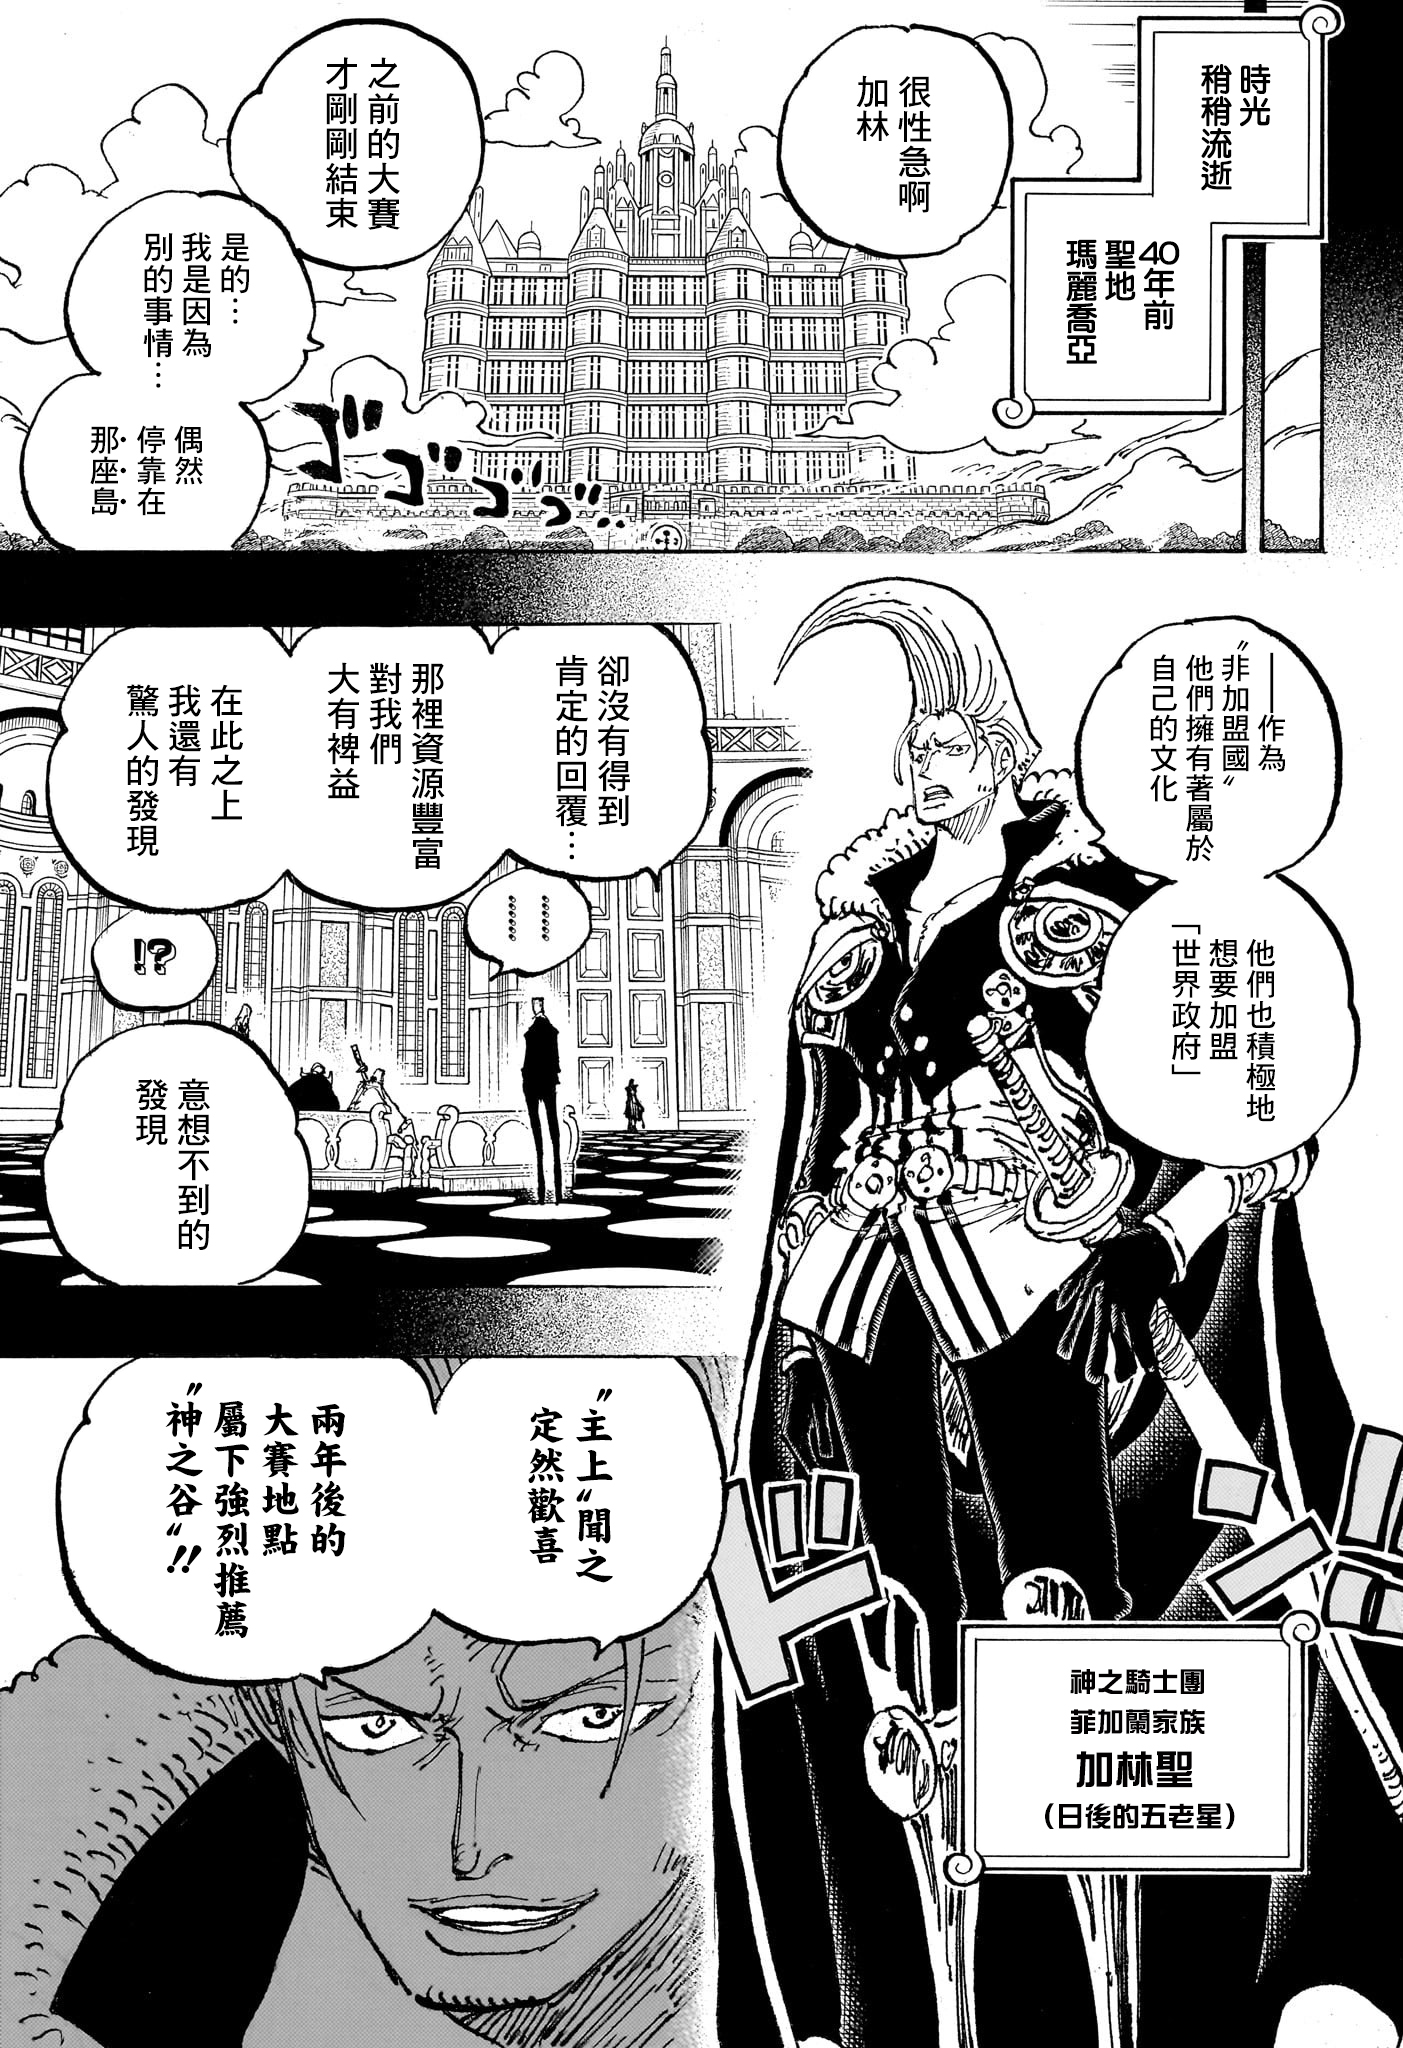 時光
稍稍流逝
40年前
聖地
瑪麗喬亞
很性急啊
加林
之前的大賽
才剛剛結束
是的…
我是因為
別的事情…
偶然
停靠在
那座島
ゴゴゴゴゴ…
──作為
〝非加盟國〞
他們擁有著屬於
自己的文化
他們也積極地
想要加盟
「世界政府」
卻沒有得到
肯定的回覆…
…………
那裡資源豐富
對我們
大有裨益
在此之上
我還有
驚人的發現
!?
意想不到的
發現
神之騎士團
菲加蘭家族
加林聖
（日後的五老星）
〝主上〞聞之
定然歡喜
兩年後的
大賽地點
屬下強烈推薦
〝神之谷〞!!